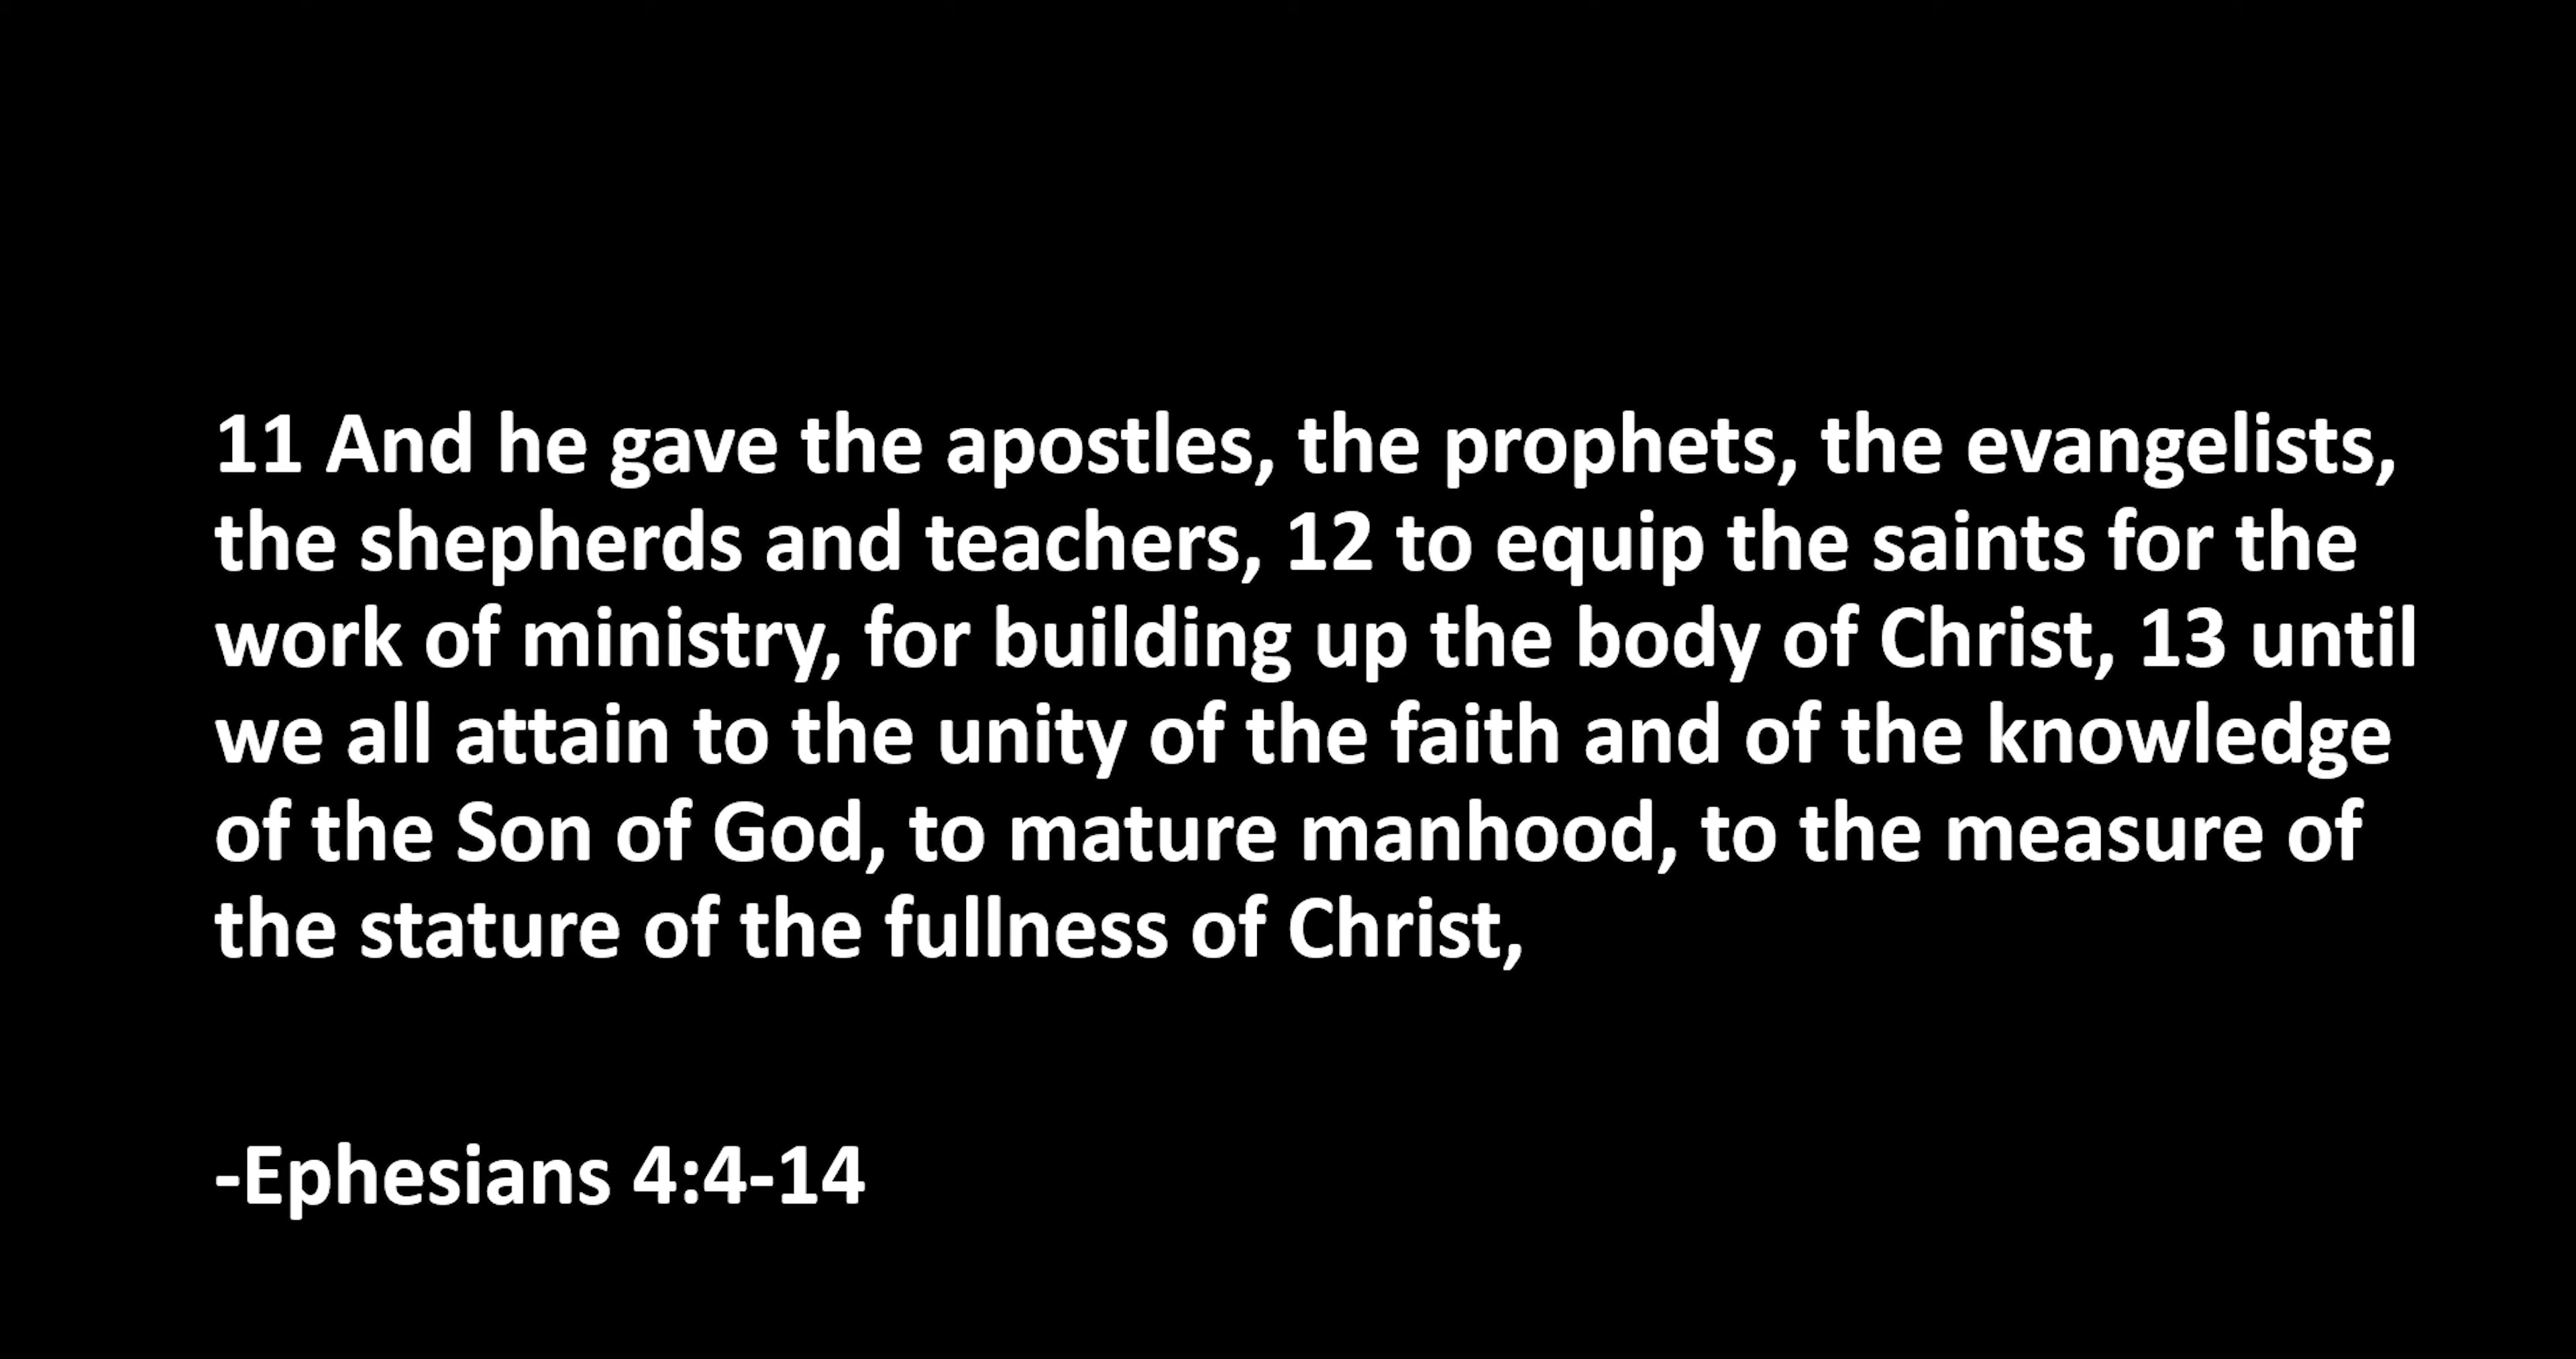 11 And he gave the apostles, the prophets, the evangelists,
the shepherds and teachers, 12 to equip the saints for the
work of ministry, for building up the body of Christ, 13 until
we all attain to the unity of the faith and of the knowledge
of the Son of God, to mature manhood, to the measure of
the stature of the fullness of Christ,
-Ephesians 4:4-14